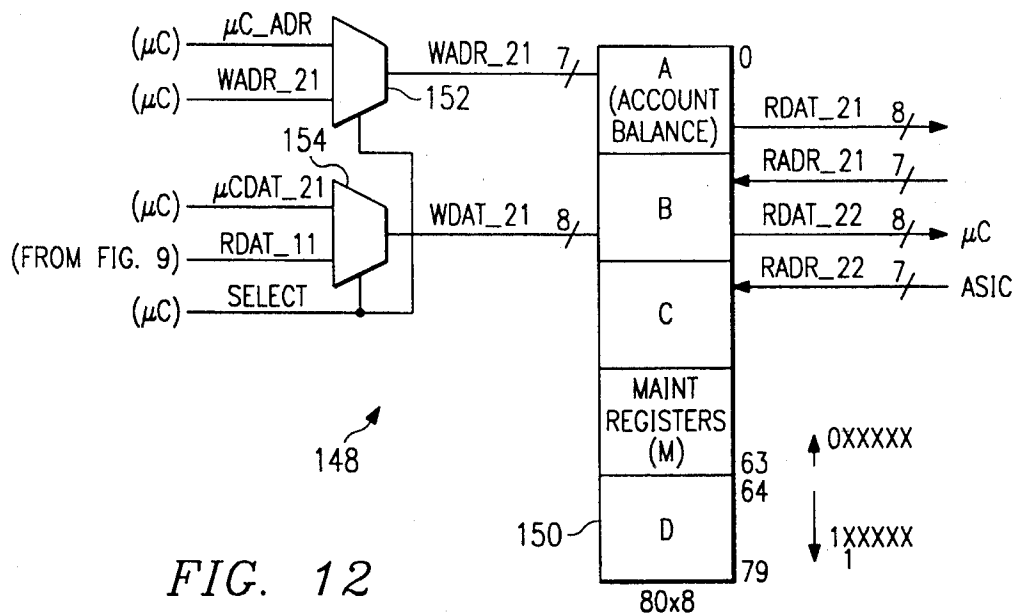 (μC) μC_ADR
(μC) WADR_21
152
WADR_21 7
154
(μC) μCDAT_21
(FROM FIG. 9) RDAT_11
(μC) SELECT
WDAT_21 8
148
A
(ACCOUNT
BALANCE)
0
B
C
MAINT
REGISTERS
(M)
63
64
D
79
150
80x8
RDAT_21 8
RADR_21 7
RDAT_22 8 μC
RADR_22 7 ASIC
0XXXXX
1XXXXX
1
FIG. 12